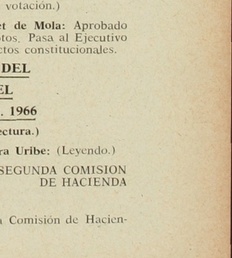 votación.)
et de Mola: Aprobado
otos. Pasa al Ejecutivo
ctos constitucionales.
DEL
EL
. 1966
ectura.)
ra Uribe: (Leyendo.)
SEGUNDA COMISION
DE HACIENDA
a Comisión de Hacien-